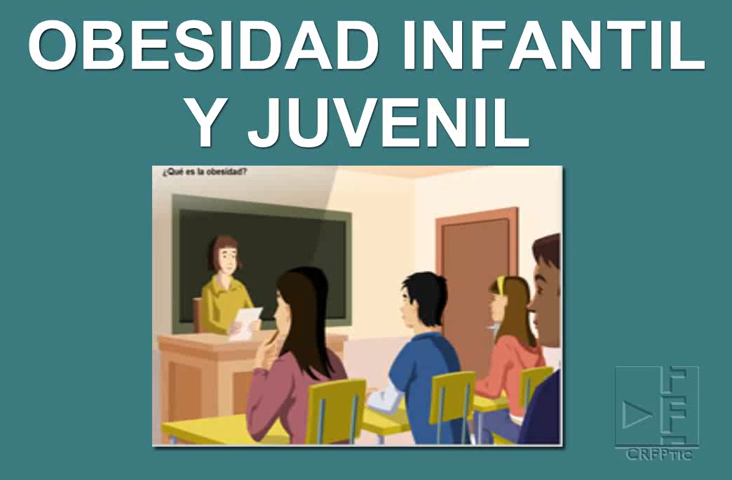 OBESIDAD INFANTIL
Y JUVENIL
¿Qué es la obesidad?
CRFPTIC